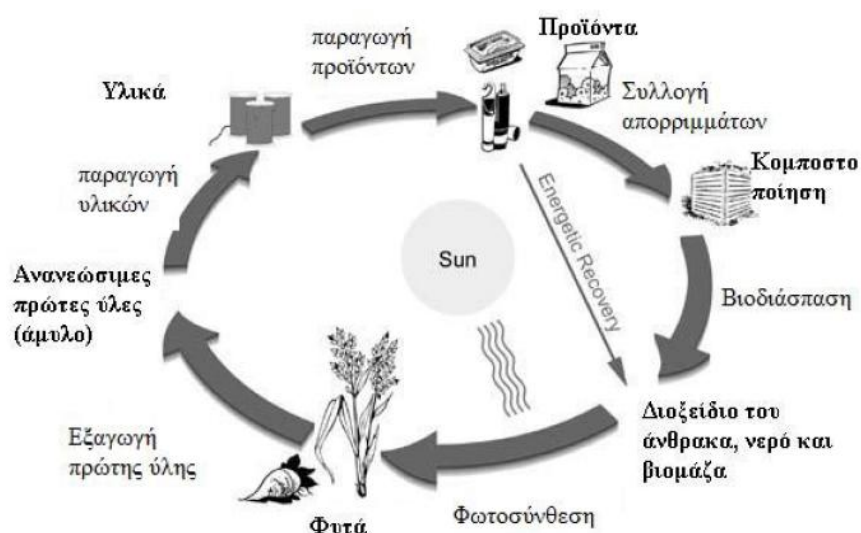 Προϊόντα
παραγωγή
προϊόντων
Υλικά
Συλλογή
απορριμμάτων
Κομποστο
ποίηση
παραγωγή
υλικών
Energetic Recovery
Sun
Ανανεώσιμες
πρώτες ύλες
(άμυλο)
Βιοδιάσπαση
Διοξείδιο του
άνθρακα, νερό και
βιομάζα
Εξαγωγή
πρώτης ύλης
Φωτοσύνθεση
Φυτά